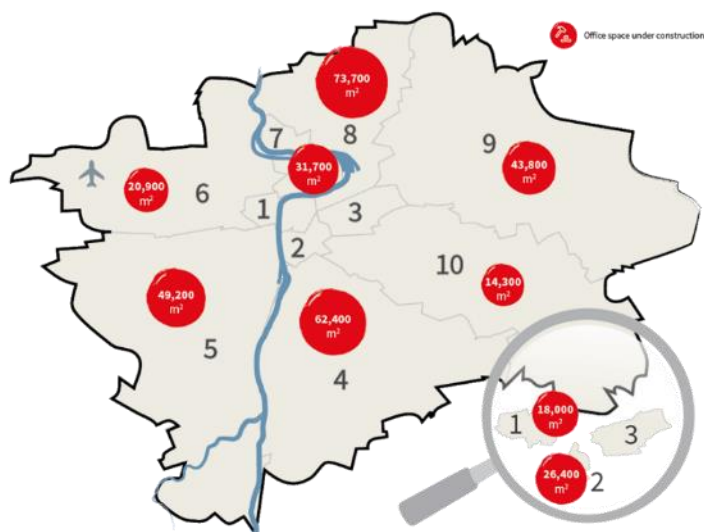 Office space under construction
73,700
m²
7
8
9
31,700
m²
43,800
m²
20,900
m²
6
1
3
2
10
49,200
m²
14,300
m²
62,400
m²
5
4
18,000
m²
1
3
26,400
m²
2